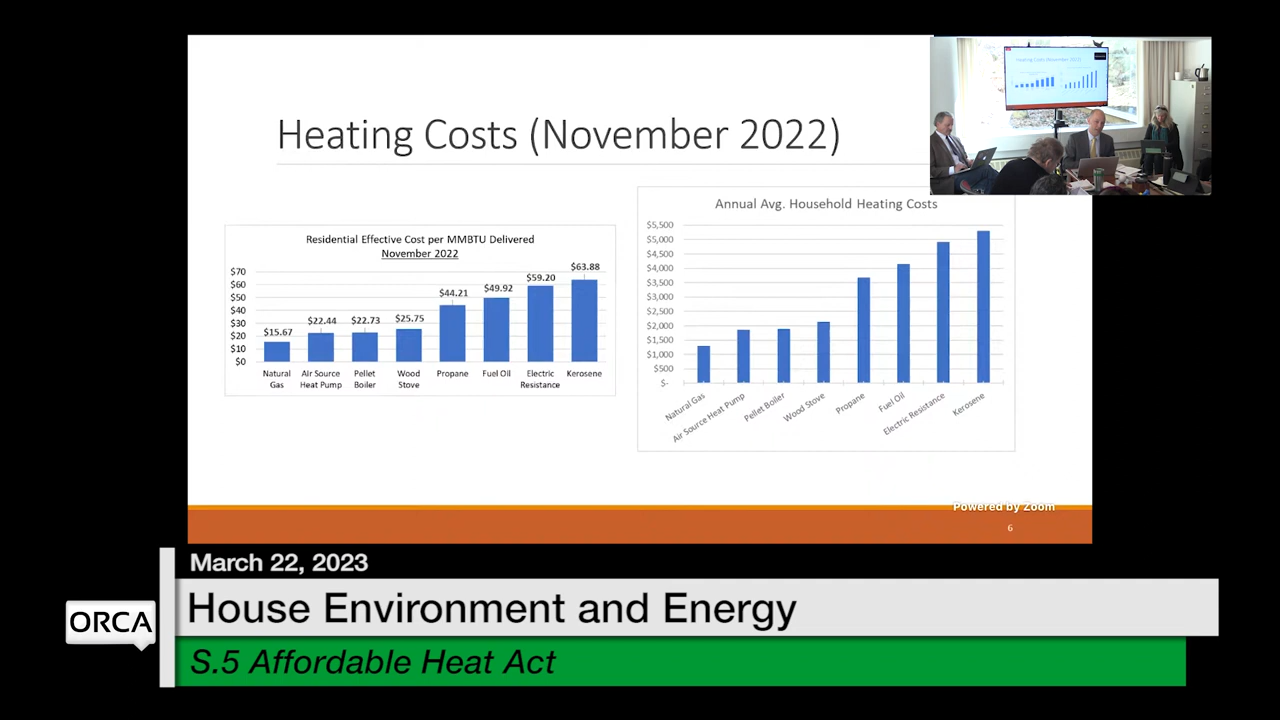 Heating Costs (November 2022)
Residential Effective Cost per MMBTU Delivered
November 2022
$70
$60
$50
$40
$30
$20
$10
$0
$15.67
$22.44
$22.73
$25.75
$44.21
$49.92
$59.20
$63.88
Natural
Gas
Air Source
Heat Pump
Pellet
Boiler
Wood
Stove
Propane
Fuel Oil
Electric
Resistance
Kerosene
Annual Avg. Household Heating Costs
$5,500
$5,000
$4,500
$4,000
$3,500
$3,000
$2,500
$2,000
$1,500
$1,000
$500
$-
Natural Gas
Air Source Heat Pump
Pellet Boiler
Wood Stove
Propane
Fuel Oil
Electric Resistance
Kerosene
Heating Costs (November 2022)
Powered by Zoom
6
March 22, 2023
ORCA
House Environment and Energy
S.5 Affordable Heat Act